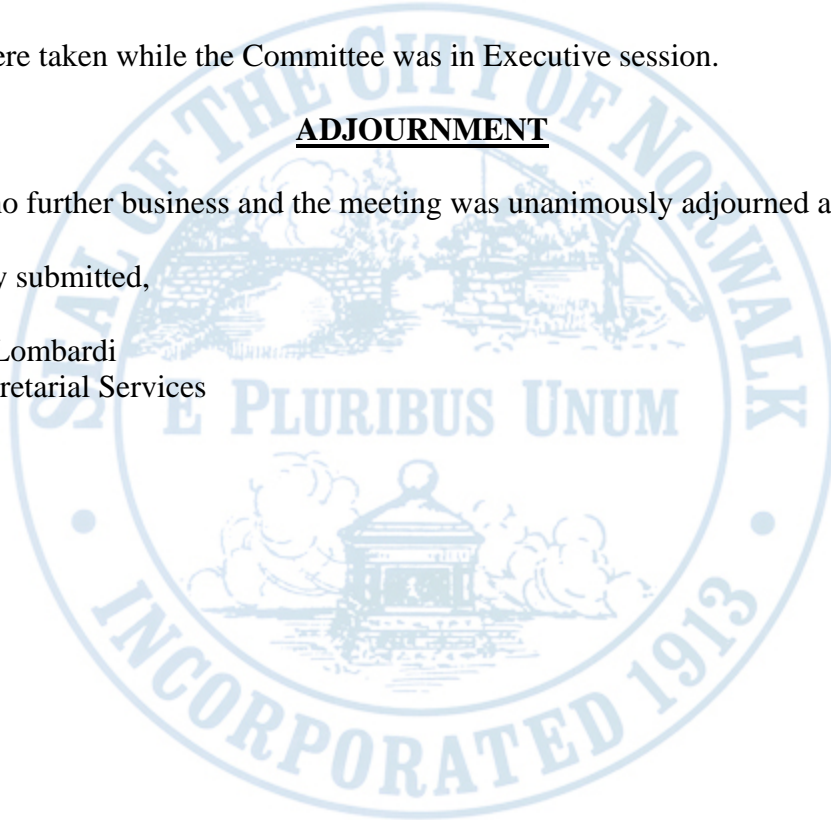 ere taken while the Committee was in Executive session.
ADJOURNMENT
no further business and the meeting was unanimously adjourned a
y submitted,
Lombardi
retarial Services
SEAL OF THE CITY OF NORWALK
E PLURIBUS UNUM
INCORPORATED 1913